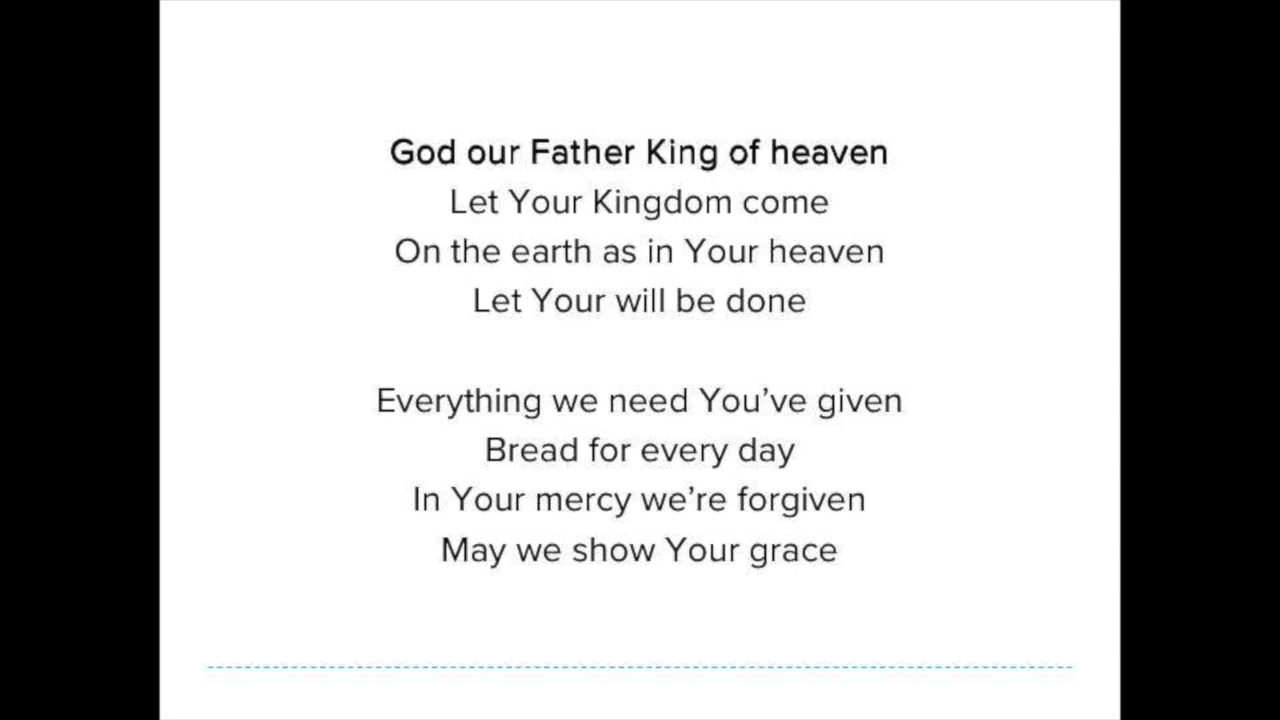 God our Father King of heaven
Let Your Kingdom come
On the earth as in Your heaven
Let Your will be done
Everything we need You’ve given
Bread for every day
In Your mercy we’re forgiven
May we show Your grace